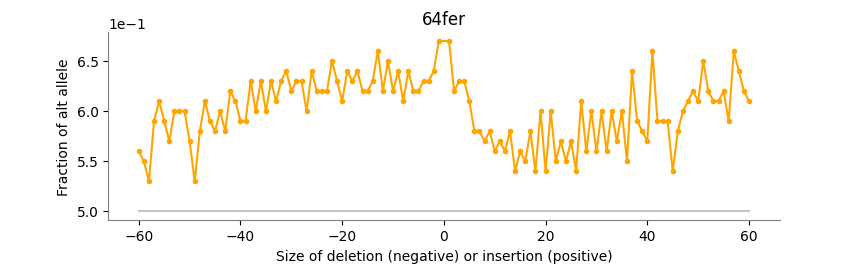 64fer
1e−1
6.5
6.0
5.5
5.0
Fraction of alt allele
−60 −40 −20 0 20 40 60
Size of deletion (negative) or insertion (positive)